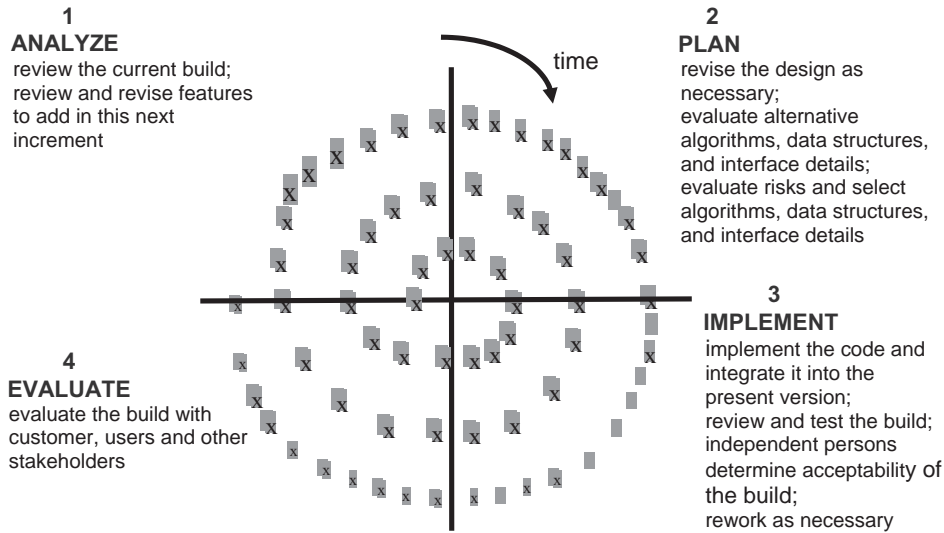 1
ANALYZE
review the current build;
review and revise features
to add in this next
increment
time
2
PLAN
revise the design as
necessary;
evaluate alternative
algorithms, data structures,
and interface details;
evaluate risks and select
algorithms, data structures,
and interface details
3
IMPLEMENT
implement the code and
integrate it into the
present version;
review and test the build;
independent persons
determine acceptability of
the build;
rework as necessary
4
EVALUATE
evaluate the build with
customer, users and other
stakeholders